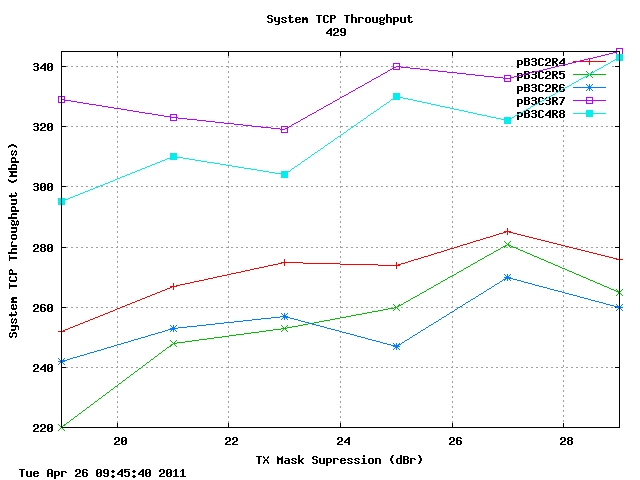 System TCP Throughput
429
System TCP Throughput (Mbps)
340
320
300
280
260
240
220
pB3C2R4
pB3C2R5
pB3C2R6
pB3C3R7
pB3C4R8
20 22 24 26 28
TX Mask Supression (dBr)
Tue Apr 26 09:45:40 2011